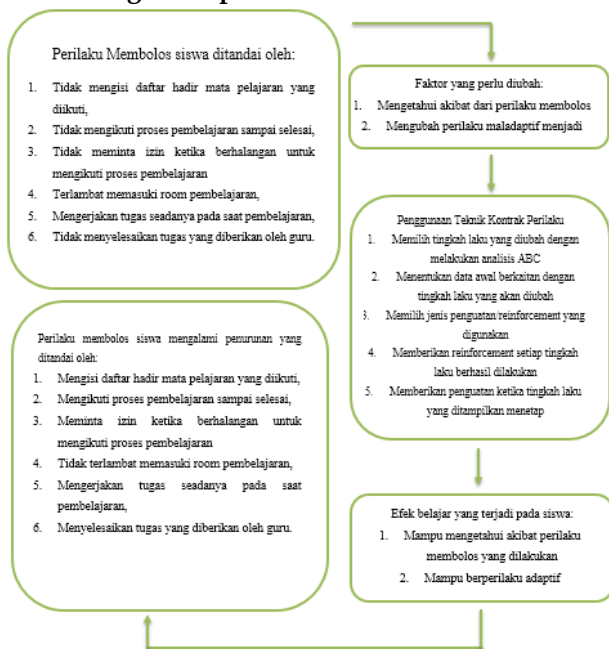 Perilaku Membolos siswa ditandai oleh:
1. Tidak mengisi daftar hadir mata pelajaran yang
diikuti,
2. Tidak mengikuti proses pembelajaran sampai selesai,
3. Tidak meminta izin ketika berhalangan untuk
mengikuti proses pembelajaran
4. Terlambat memasuki room pembelajaran,
5. Mengerjakan tugas seadanya pada saat pembelajaran,
6. Tidak menyelesaikan tugas yang diberikan oleh guru.
Faktor yang perlu diubah:
1. Mengetahui akibat dari perilaku membolos
2. Mengubah perilaku maladaptif menjadi
Penggunaan Teknik Kontrak Perilaku
1. Memilih tingkah laku yang diubah dengan
melakukan analisis ABC
2. Menentukan data awal berkaitan dengan
tingkah laku yang akan diubah
3. Memilih jenis penguatan/reinforcement yang
digunakan
4. Memberikan reinforcement setiap tingkah
laku berhasil dilakukan
5. Memberikan penguatan ketika tingkah laku
yang ditampilkan menetap
Efek belajar yang terjadi pada siswa:
1. Mampu mengetahui akibat perilaku
membolos yang dilakukan
2. Mampu berperilaku adaptif
Perilaku membolos siswa mengalami penurunan yang
ditandai oleh:
1. Mengisi daftar hadir mata pelajaran yang diikuti,
2. Mengikuti proses pembelajaran sampai selesai,
3. Meminta izin ketika berhalangan untuk
mengikuti proses pembelajaran
4. Tidak terlambat memasuki room pembelajaran,
5. Mengerjakan tugas seadanya pada saat
pembelajaran,
6. Menyelesaikan tugas yang diberikan oleh guru.